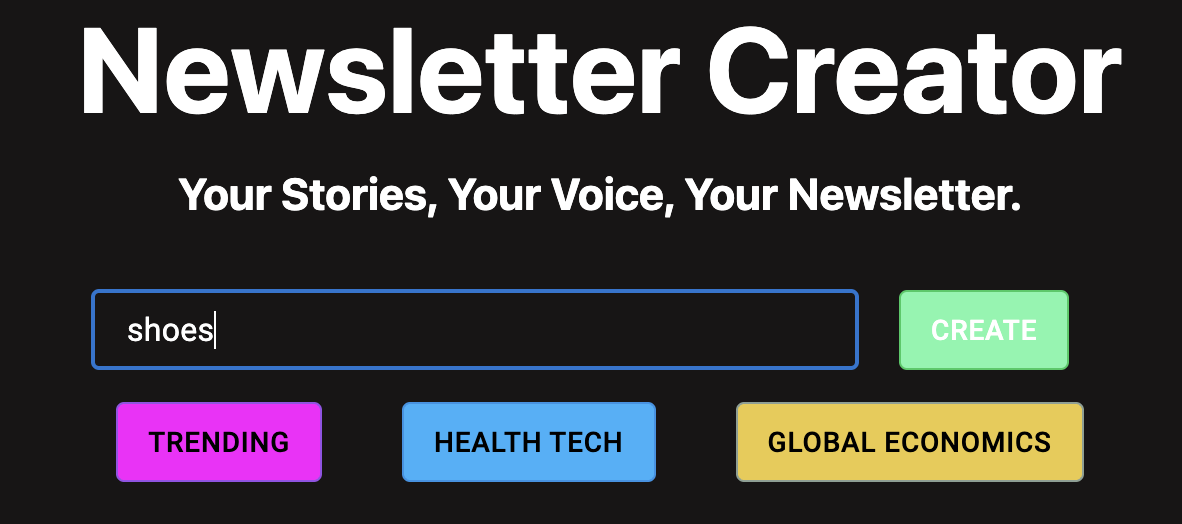 Newsletter Creator
Your Stories, Your Voice, Your Newsletter.
shoes
CREATE
TRENDING
HEALTH TECH
GLOBAL ECONOMICS